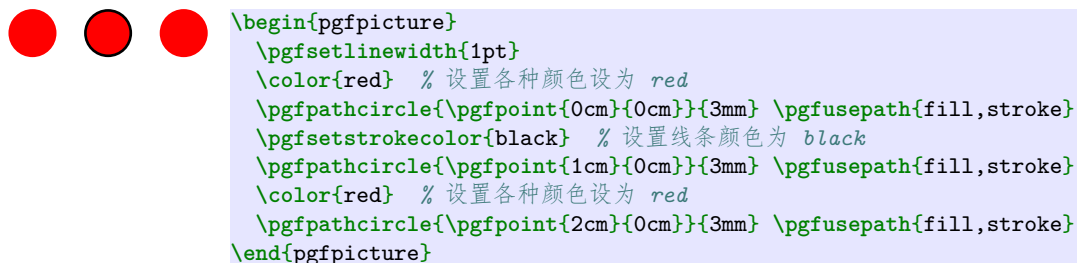 \begin{pgfpicture}
  \pgfsetlinewidth{1pt}
  \color{red}  % 设置各种颜色设为 red
  \pgfpathcircle{\pgfpoint{0cm}{0cm}}{3mm} \pgfusepath{fill,stroke}
  \pgfsetstrokecolor{black}  % 设置线条颜色为 black
  \pgfpathcircle{\pgfpoint{1cm}{0cm}}{3mm} \pgfusepath{fill,stroke}
  \color{red}  % 设置各种颜色设为 red
  \pgfpathcircle{\pgfpoint{2cm}{0cm}}{3mm} \pgfusepath{fill,stroke}
\end{pgfpicture}